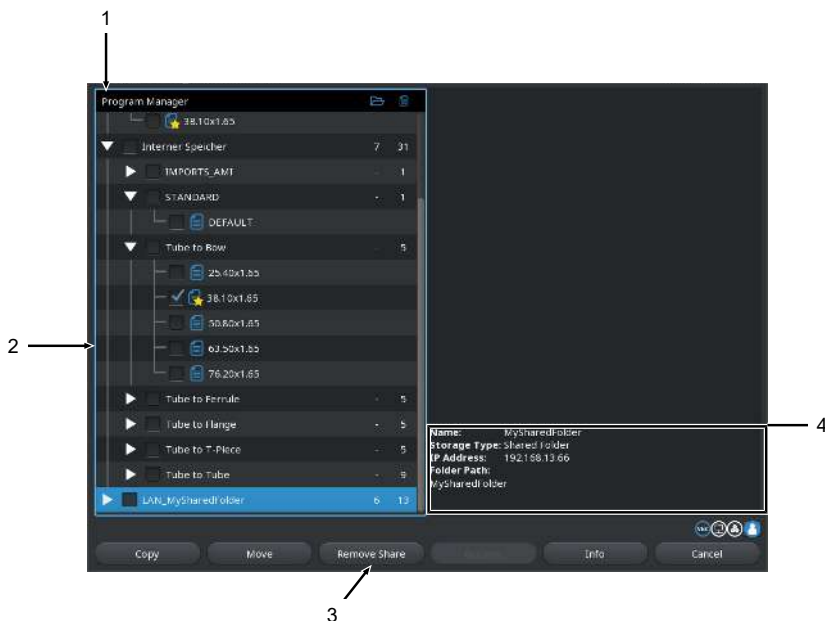 1
Program Manager
38.10x1.65
Interner Speicher 7 31
IMPORTS_AMI - 1
STANDARD - 1
DEFAULT
Tube to Bow - 5
25.40x1.65
38.10x1.65
50.80x1.65
2
63.50x1.65
76.20x1.65
Tube to Ferrule - 5
Tube to Flange - 5
4
Name: MySharedFolder
Tube to T-Piece - 5
Storage Type: Shared Folder
IP Address: 192.168.13.66
Folder Path:
Tube to Tube - 9
MySharedFolder
LAN_MySharedFolder 6 13
Copy Move Remove Share Info Cancel
3